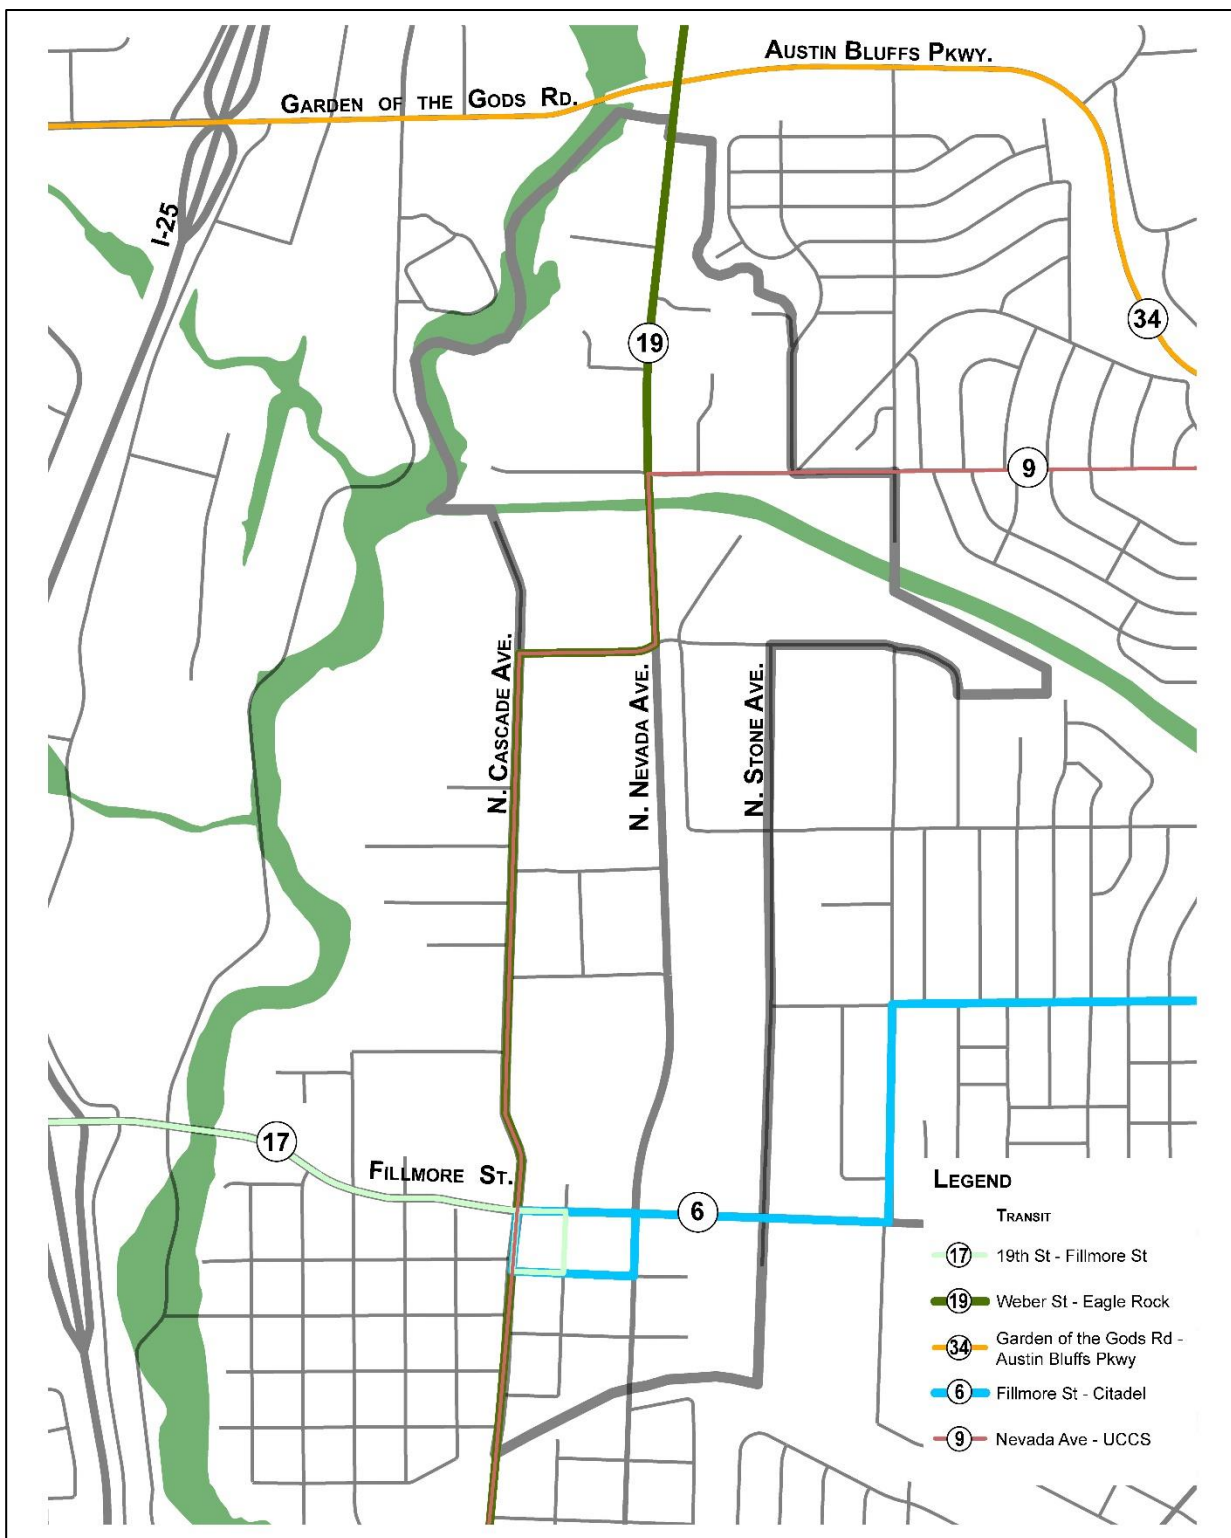 AUSTIN BLUFFS PKWY.
GARDEN OF THE GODS RD.
I-25
34
19
9
N. CASCADE AVE.
N. NEVADA AVE.
N. STONE AVE.
17
FILLMORE ST.
6
LEGEND
TRANSIT
17 19th St - Fillmore St
19 Weber St - Eagle Rock
34 Garden of the Gods Rd -
Austin Bluffs Pkwy
6 Fillmore St - Citadel
9 Nevada Ave - UCCS